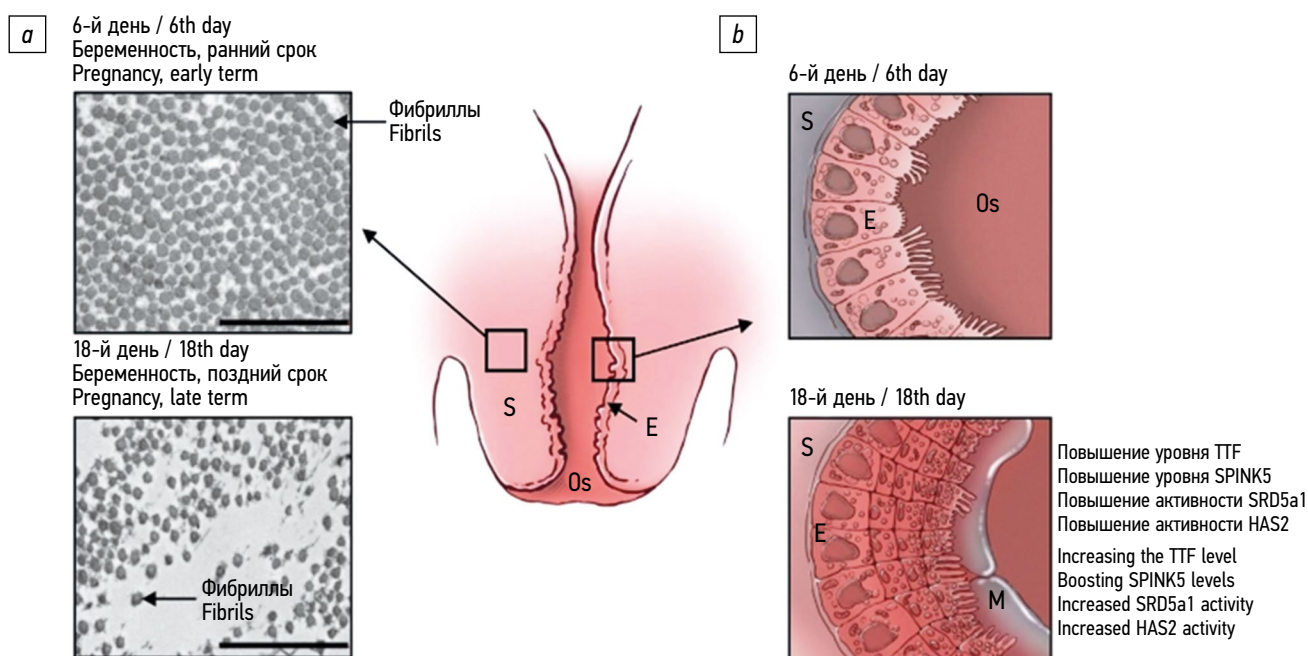 a
6-й день / 6th day
Беременность, ранний срок
Pregnancy, early term
Фибриллы
Fibrils
18-й день / 18th day
Беременность, поздний срок
Pregnancy, late term
Фибриллы
Fibrils
S
E
Os
b
6-й день / 6th day
S
E
Os
18-й день / 18th day
S
E
M
Повышение уровня TTF
Повышение уровня SPINK5
Повышение активности SRD5a1
Повышение активности HAS2
Increasing the TTF level
Boosting SPINK5 levels
Increased SRD5a1 activity
Increased HAS2 activity